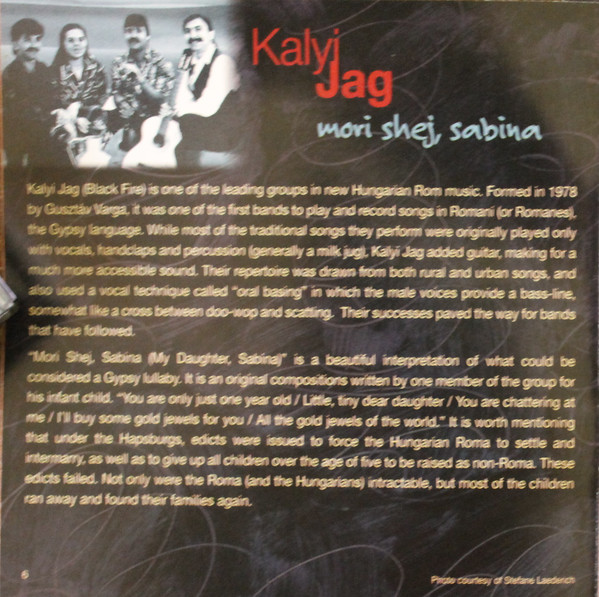 Kalyi
Jag
mori shej, sabina
Kalyi Jag (Black Fire) is one of the leading groups in new Hungarian Rom music. Formed in 1978
by Gusztáv Varga, it was one of the first bands to play and record songs in Romani (or Romanes),
the Gypsy language. While most of the traditional songs they perform were originally played only
with vocals, handclaps and percussion (generally a milk jug), Kalyi Jag added guitar, making for a
much more accessible sound. Their repertoire was drawn from both rural and urban songs, and
also used a vocal technique called "oral basing" in which the male voices provide a bass-line,
somewhat like a cross between doo-wop and scatting. Their successes paved the way for bands
that have followed.
"Mori Shej, Sabina (My Daughter, Sabina)" is a beautiful interpretation of what could be
considered a Gypsy lullaby. It is an original compositions written by one member of the group for
his infant child. "You are only just one year old / Little, tiny dear daughter / You are chattering at
me / I'll buy some gold jewels for you / All the gold jewels of the world." It is worth mentioning
that under the Hapsburgs, edicts were issued to force the Hungarian Roma to settle and
intermarry, as well as to give up all children over the age of five to be raised as non-Roma. These
edicts failed. Not only were the Roma (and the Hungarians) intractable, but most of the children
ran away and found their families again.
6
Photo courtesy of Stefane Laederich